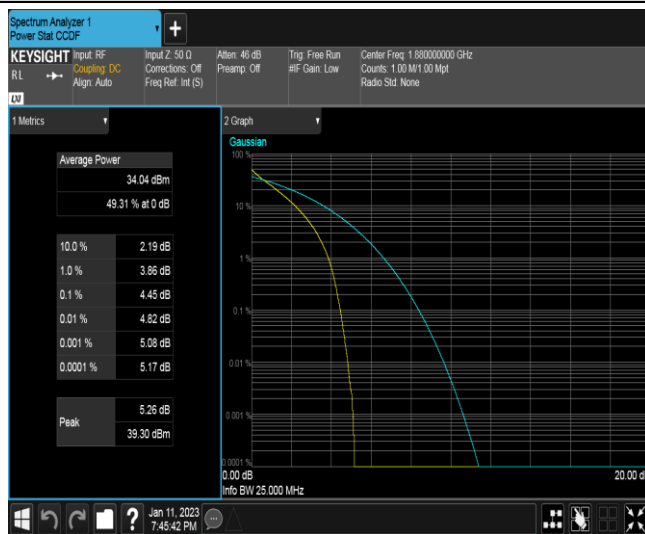 Spectrum Analyzer 1
Power Stat CCDF
+
KEYSIGHT
RL
LXI
Input: RF
Coupling: DC
Align: Auto
Input Z: 50 Ω
Corrections: Off
Freq Ref: Int (S)
Atten: 46 dB
Preamp: Off
Trig: Free Run
#IF Gain: Low
Center Freq: 1.880000000 GHz
Counts: 1.00 M/1.00 Mpt
Radio Std: None
1 Metrics
Average Power
34.04 dBm
49.31 % at 0 dB
10.0 % 2.19 dB
1.0 % 3.86 dB
0.1 % 4.45 dB
0.01 % 4.82 dB
0.001 % 5.08 dB
0.0001 % 5.17 dB
Peak
5.26 dB
39.30 dBm
2 Graph
Gaussian
100 %
10 %
1 %
0.1 %
0.01 %
0.001 %
0.0001 %
0.00 dB
20.00 d
Info BW 25.000 MHz
?
Jan 11, 2023
7:45:42 PM